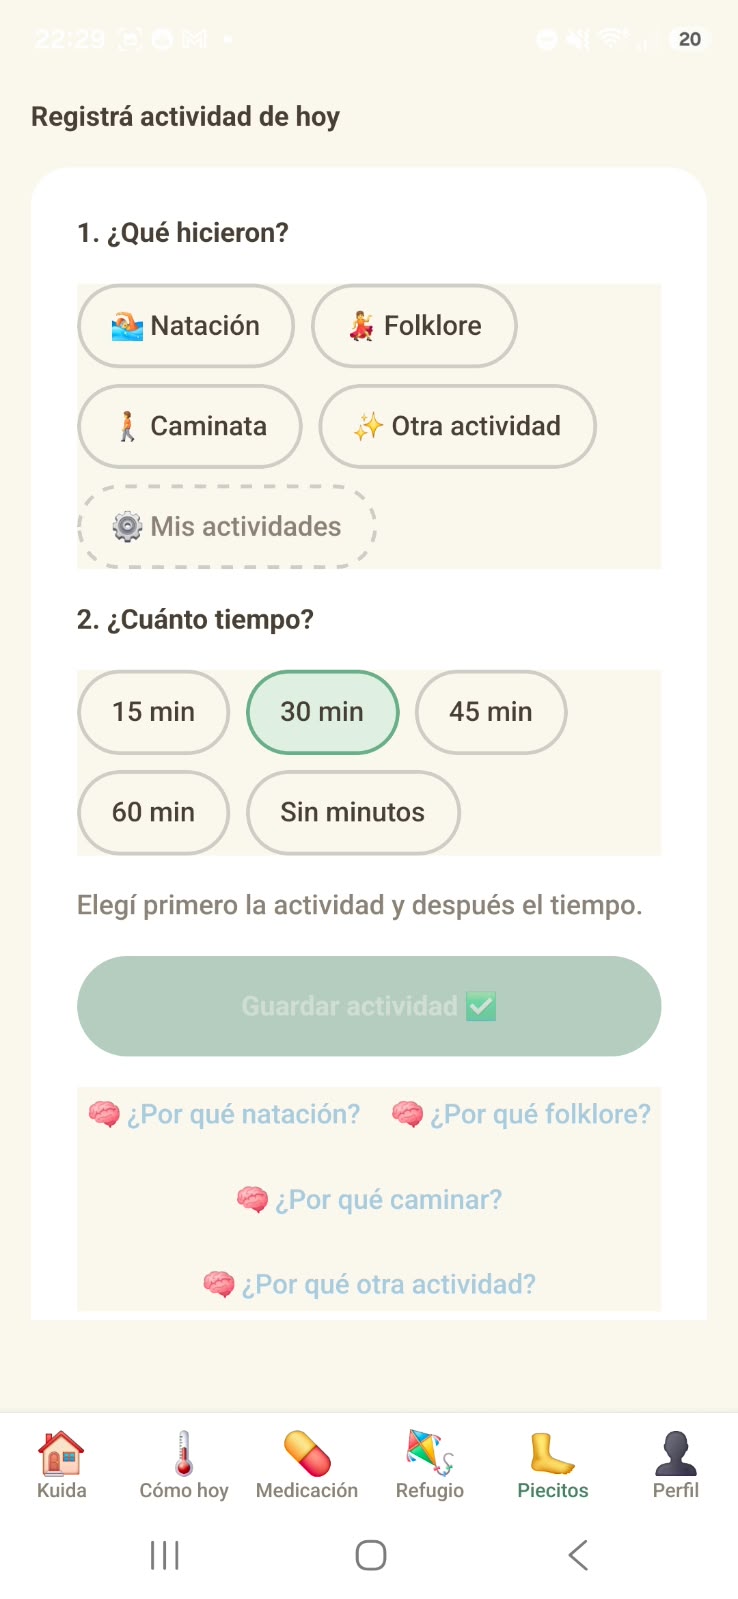 22:29
20
Registrá actividad de hoy
1. ¿Qué hicieron?
Natación
Folklore
Caminata
Otra actividad
Mis actividades
2. ¿Cuánto tiempo?
15 min
30 min
45 min
60 min
Sin minutos
Elegí primero la actividad y después el tiempo.
Guardar actividad
¿Por qué natación?
¿Por qué folklore?
¿Por qué caminar?
¿Por qué otra actividad?
Kuida
Cómo hoy
Medicación
Refugio
Piecitos
Perfil